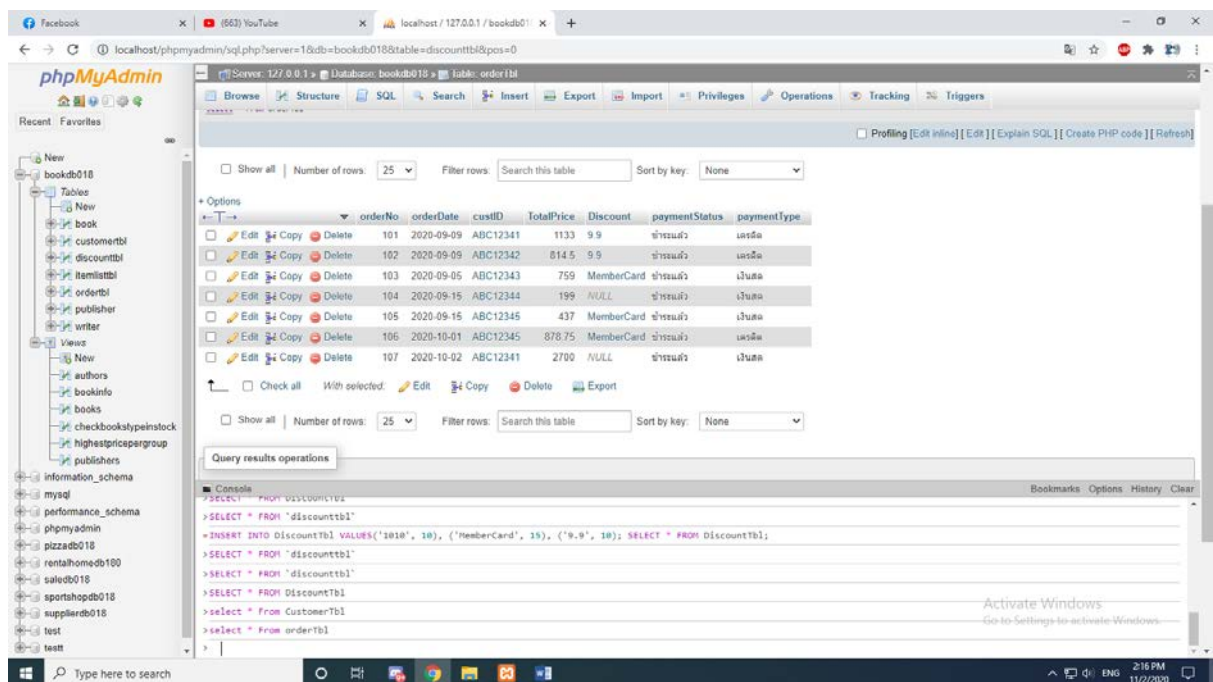 Facebook
(663) YouTube
localhost / 127.0.0.1 / bookdb01
localhost/phpmyadmin/sql.php?server=1&db=bookdb018&table=discounttbl&pos=0
phpMyAdmin
Recent Favorites
New
bookdb018
Tables
New
book
customertbl
discounttbl
itemlisttbl
ordertbl
publisher
writer
Views
New
authors
bookinfo
books
checkbookstypeinstock
highestpricepergroup
publishers
information_schema
mysql
performance_schema
phpmyadmin
pizzadb018
rentalhomedb180
saledb018
sportshopdb018
supplierdb018
test
testt
Server: 127.0.0.1 » Database: bookdb018 » Table: orderTbl
Browse Structure SQL Search Insert Export Import Privileges Operations Tracking Triggers
Profiling [Edit inline] [ Edit ] [ Explain SQL ] [ Create PHP code ] [ Refresh]
Show all | Number of rows: 25 Filter rows: Search this table Sort by key: None
+ Options
←T→ orderNo orderDate custID TotalPrice Discount paymentStatus paymentType
Edit Copy Delete 101 2020-09-09 ABC12341 1133 9.9 ชำระแล้ว เครดิต
Edit Copy Delete 102 2020-09-09 ABC12342 814.5 9.9 ชำระแล้ว เครดิต
Edit Copy Delete 103 2020-09-05 ABC12343 759 MemberCard ชำระแล้ว เงินสด
Edit Copy Delete 104 2020-09-15 ABC12344 199 NULL ชำระแล้ว เงินสด
Edit Copy Delete 105 2020-09-15 ABC12345 437 MemberCard ชำระแล้ว เงินสด
Edit Copy Delete 106 2020-10-01 ABC12345 878.75 MemberCard ชำระแล้ว เครดิต
Edit Copy Delete 107 2020-10-02 ABC12341 2700 NULL ชำระแล้ว เงินสด
Check all With selected: Edit Copy Delete Export
Show all | Number of rows: 25 Filter rows: Search this table Sort by key: None
Query results operations
Console Bookmarks Options History Clear
>SELECT * FROM DiscountTbl
>SELECT * FROM `discounttbl`
+INSERT INTO DiscountTbl VALUES('1010', 10), ('MemberCard', 15), ('9.9', 10); SELECT * FROM DiscountTbl;
>SELECT * FROM `discounttbl`
>SELECT * FROM `discounttbl`
>SELECT * FROM DiscountTbl
>select * From CustomerTbl
>select * From orderTbl
>
Activate Windows
Go to Settings to activate Windows.
Type here to search
ENG
2:16 PM
11/2/2020